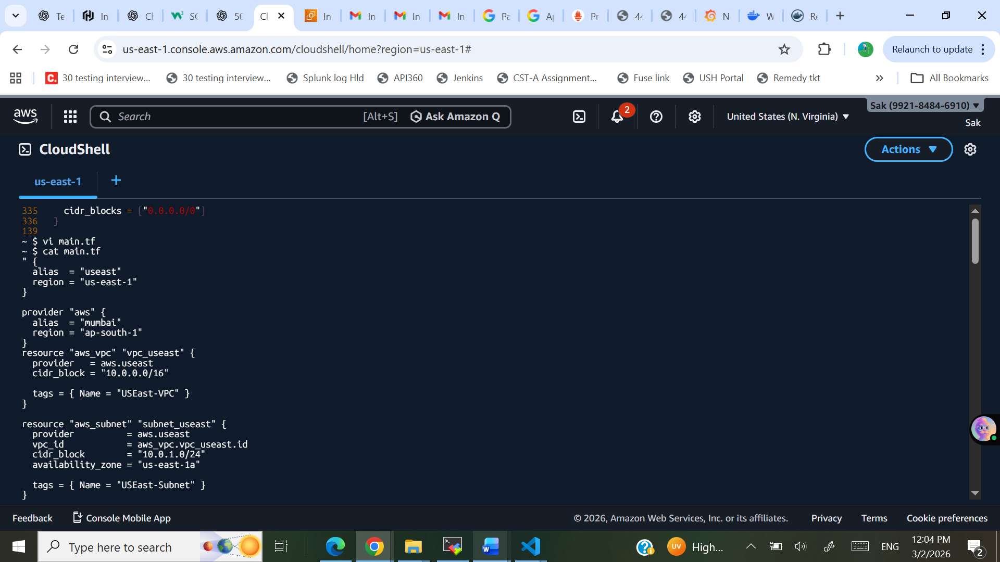 Te
In
Ch
SC
50
Cl
In
In
In
In
Pa
Ap
Pr
44
44
N
W
Re
us-east-1.console.aws.amazon.com/cloudshell/home?region=us-east-1#
Relaunch to update
30 testing interview...
30 testing interview...
Splunk log Hld
API360
Jenkins
CST-A Assignment...
Fuse link
USH Portal
Remedy tkt
All Bookmarks
aws
Search
[Alt+S]
Ask Amazon Q
2
United States (N. Virginia)
Sak (9921-8484-6910)
Sak
CloudShell
Actions
us-east-1
335     cidr_blocks = ["0.0.0.0/0"]
336   }
139
~ $ vi main.tf
~ $ cat main.tf
" {
  alias  = "useast"
  region = "us-east-1"
}
provider "aws" {
  alias  = "mumbai"
  region = "ap-south-1"
}
resource "aws_vpc" "vpc_useast" {
  provider   = aws.useast
  cidr_block = "10.0.0.0/16"
  tags = { Name = "USEast-VPC" }
}
resource "aws_subnet" "subnet_useast" {
  provider          = aws.useast
  vpc_id            = aws_vpc.vpc_useast.id
  cidr_block        = "10.0.1.0/24"
  availability_zone = "us-east-1a"
  tags = { Name = "USEast-Subnet" }
}
Feedback
Console Mobile App
© 2026, Amazon Web Services, Inc. or its affiliates.
Privacy
Terms
Cookie preferences
Type here to search
UV
High...
ENG
12:04 PM
3/2/2026
2